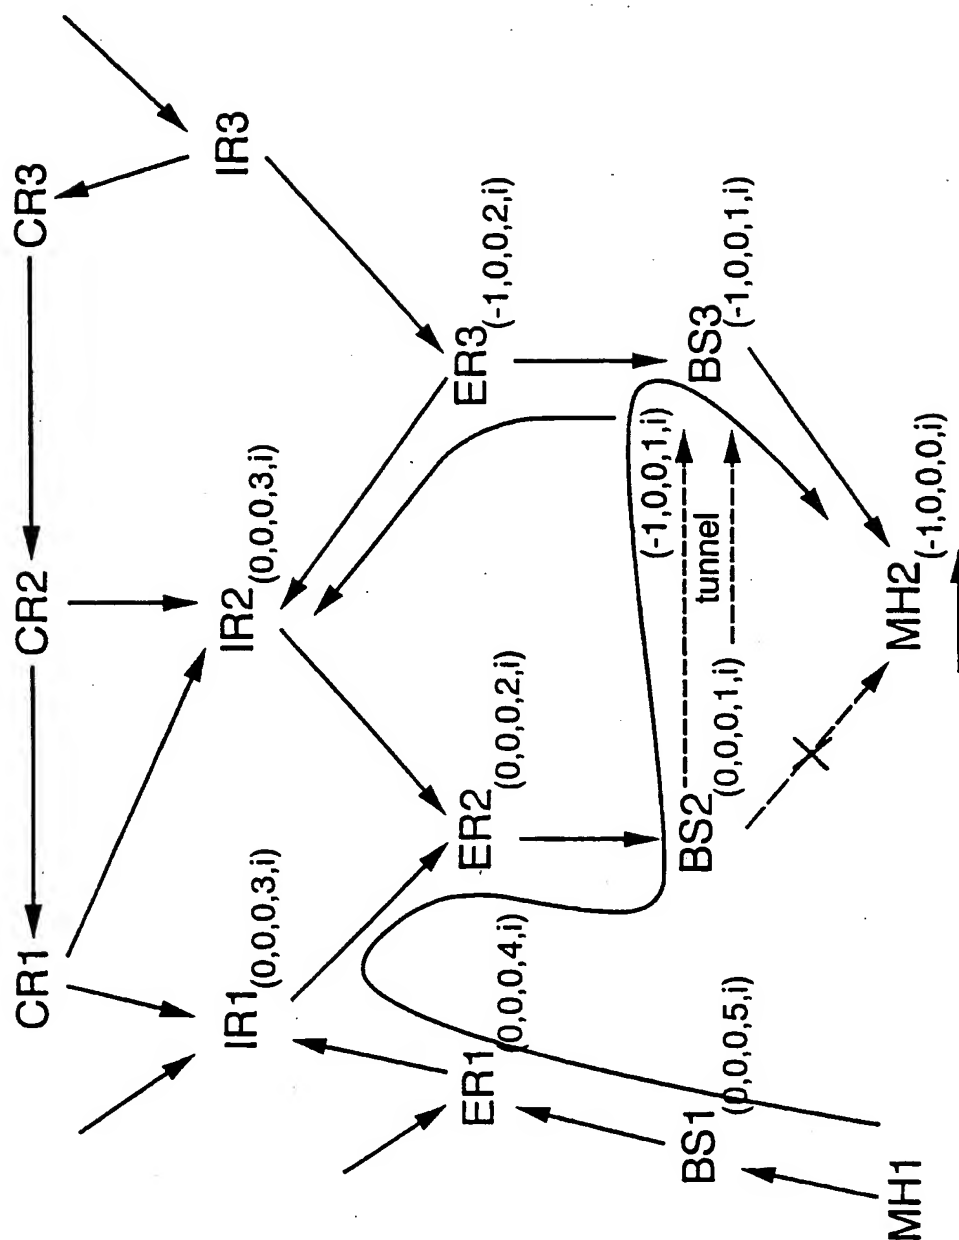 CR1
CR2
CR3
IR1 (0,0,0,3,i)
IR2 (0,0,0,3,i)
IR3
ER1 (0,0,0,4,i)
ER2 (0,0,0,2,i)
ER3 (-1,0,0,2,i)
BS1 (0,0,0,5,i)
BS2 (0,0,0,1,i)
(-1,0,0,1,i)
tunnel
BS3 (-1,0,0,1,i)
MH1
MH2 (-1,0,0,0,i)